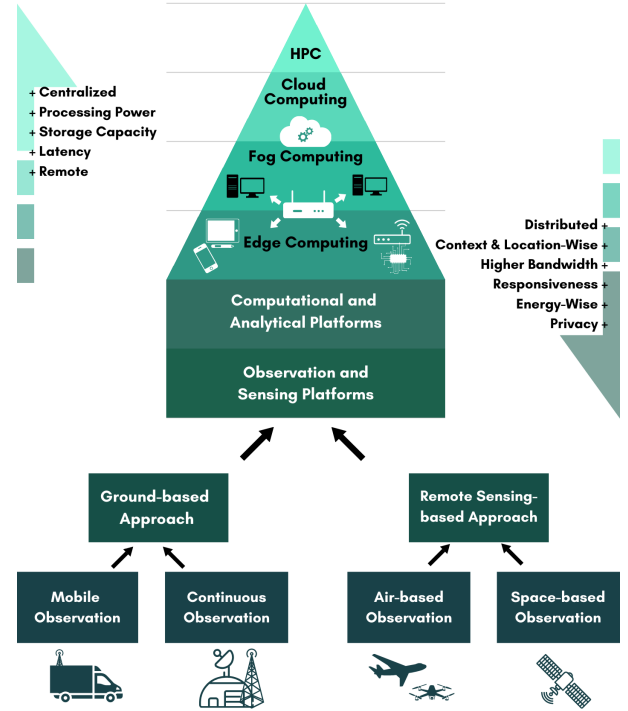 HPC
Cloud
Computing
Fog Computing
Edge Computing
+ Centralized
+ Processing Power
+ Storage Capacity
+ Latency
+ Remote
Distributed +
Context & Location-Wise +
Higher Bandwidth +
Responsiveness +
Energy-Wise +
Privacy +
Computational and
Analytical Platforms
Observation and
Sensing Platforms
Ground-based
Approach
Remote Sensing-
based Approach
Mobile
Observation
Continuous
Observation
Air-based
Observation
Space-based
Observation